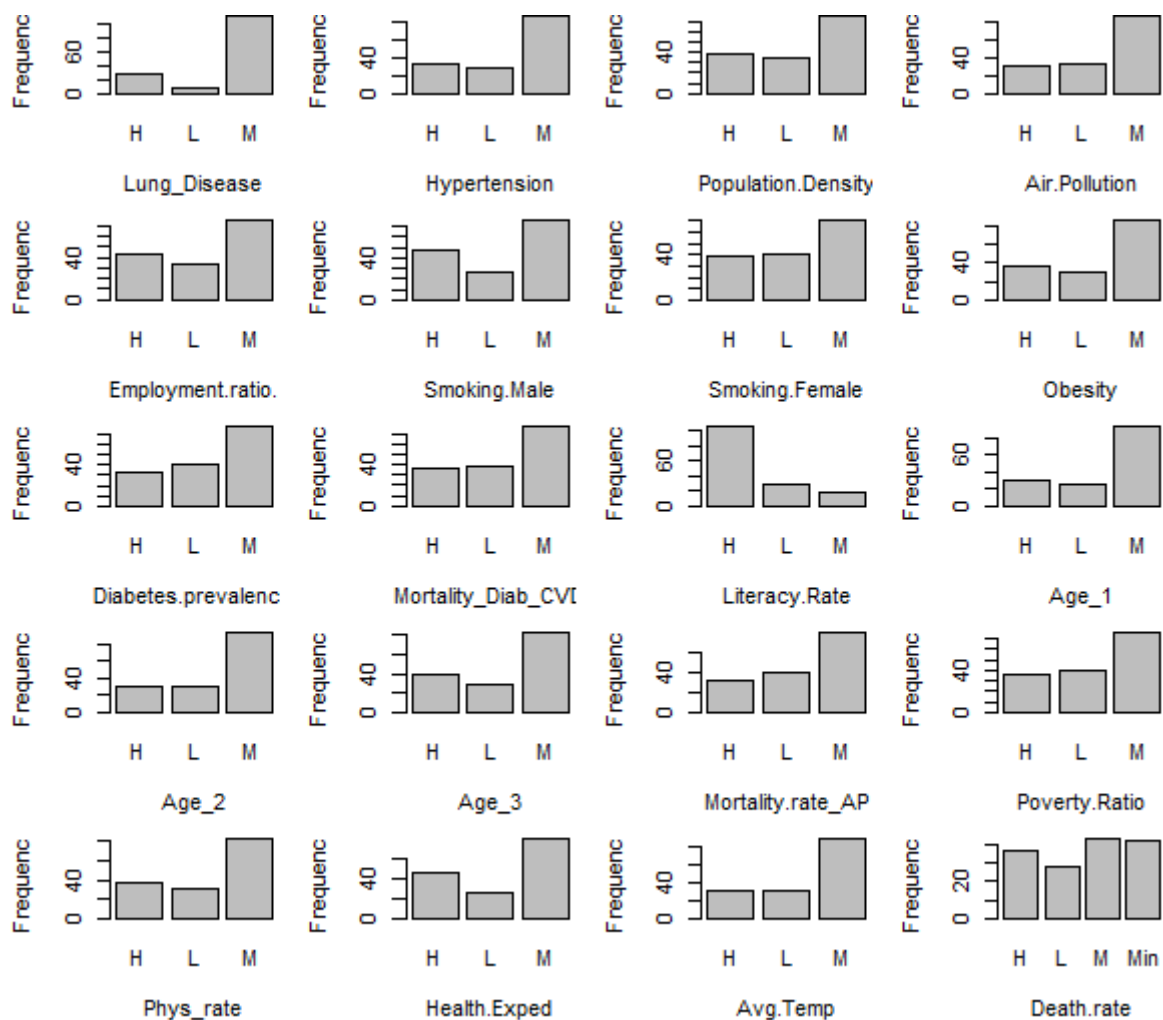 Frequenc 0 60 H L M Lung_Disease
Frequenc 0 40 H L M Hypertension
Frequenc 0 40 H L M Population.Density
Frequenc 0 40 H L M Air.Pollution
Frequenc 0 40 H L M Employment.ratio.
Frequenc 0 40 H L M Smoking.Male
Frequenc 0 40 H L M Smoking.Female
Frequenc 0 40 H L M Obesity
Frequenc 0 40 H L M Diabetes.prevalenc
Frequenc 0 40 H L M Mortality_Diab_CVD
Frequenc 0 60 H L M Literacy.Rate
Frequenc 0 60 H L M Age_1
Frequenc 0 40 H L M Age_2
Frequenc 0 40 H L M Age_3
Frequenc 0 40 H L M Mortality.rate_AP
Frequenc 0 40 H L M Poverty.Ratio
Frequenc 0 40 H L M Phys_rate
Frequenc 0 40 H L M Health.Exped
Frequenc 0 40 H L M Avg.Temp
Frequenc 0 20 H L M Min Death.rate